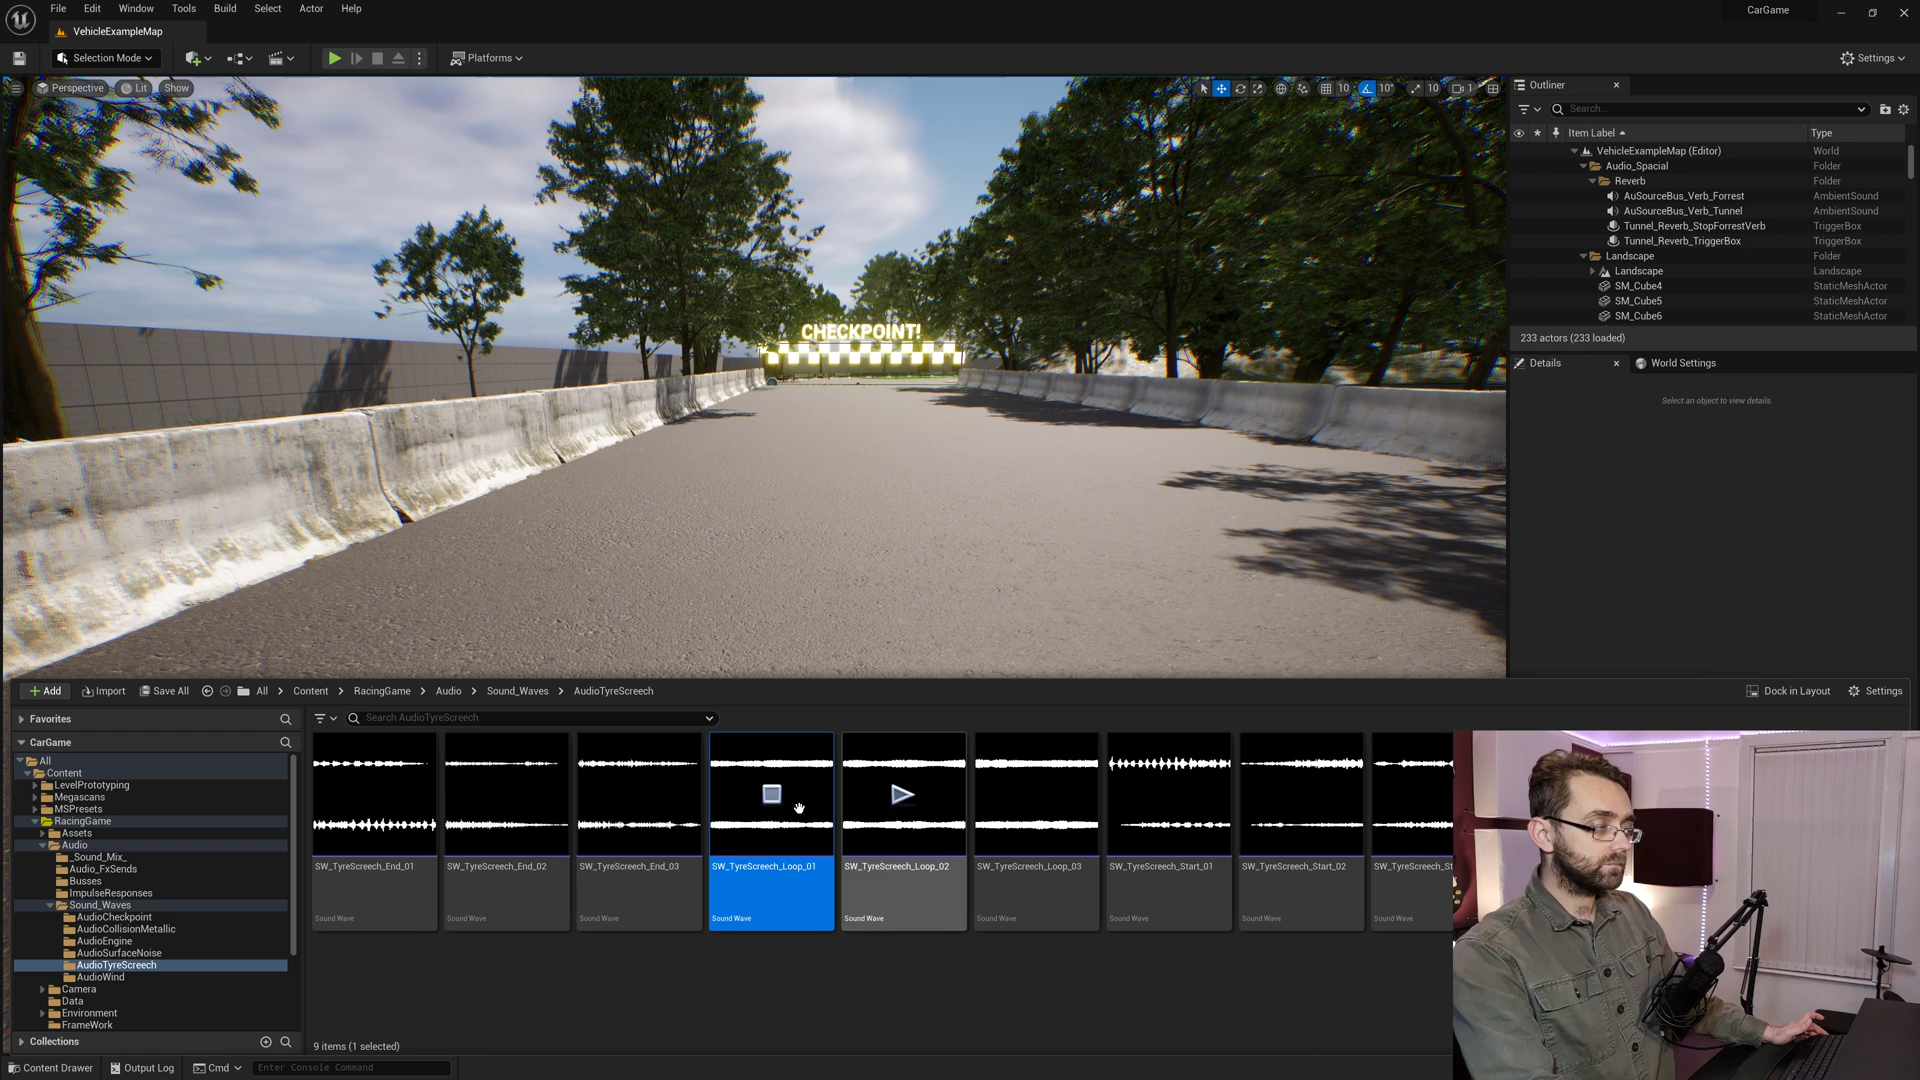 File Edit Window Tools Build Select Actor Help
CarGame
VehicleExampleMap
Selection Mode
Platforms
Settings
Perspective Lit Show
10 10° 10 1
CHECKPOINT!
Outliner
Search...
Item Label Type
VehicleExampleMap (Editor) World
Audio_Spacial Folder
Reverb Folder
AuSourceBus_Verb_Forrest AmbientSound
AuSourceBus_Verb_Tunnel AmbientSound
Tunnel_Reverb_StopForrestVerb TriggerBox
Tunnel_Reverb_TriggerBox TriggerBox
Landscape Folder
Landscape Landscape
SM_Cube4 StaticMeshActor
SM_Cube5 StaticMeshActor
SM_Cube6 StaticMeshActor
233 actors (233 loaded)
Details World Settings
Select an object to view details.
Add Import Save All All Content RacingGame Audio Sound_Waves AudioTyreScreech
Dock in Layout Settings
Favorites
CarGame
All
Content
LevelPrototyping
Megascans
MSPresets
RacingGame
Assets
Audio
_Sound_Mix_
Audio_FxSends
Busses
ImpulseResponses
Sound_Waves
AudioCheckpoint
AudioCollisionMetallic
AudioEngine
AudioSurfaceNoise
AudioTyreScreech
AudioWind
Camera
Data
Environment
FrameWork
Collections
Search AudioTyreScreech
SW_TyreScreech_End_01 SW_TyreScreech_End_02 SW_TyreScreech_End_03 SW_TyreScreech_Loop_01 SW_TyreScreech_Loop_02 SW_TyreScreech_Loop_03 SW_TyreScreech_Start_01 SW_TyreScreech_Start_02 SW_TyreScreech_St
Sound Wave Sound Wave Sound Wave Sound Wave Sound Wave Sound Wave Sound Wave Sound Wave Sound Wave
9 items (1 selected)
Content Drawer Output Log Cmd Enter Console Command